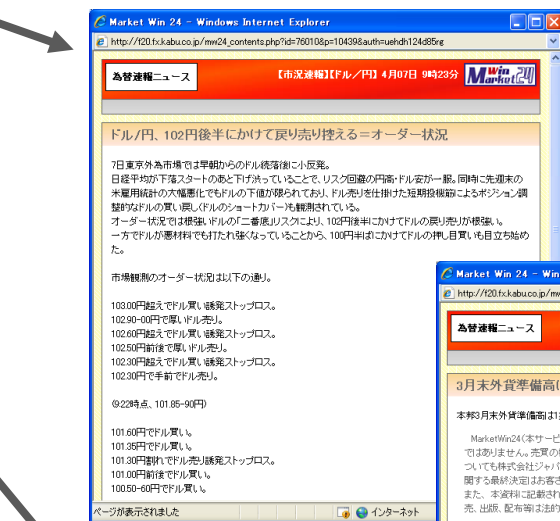 Market Win 24 - Windows Internet Explorer
http://f20.fx.kabu.co.jp/mw24_contents.php?id=76010&p=10439&auth=uehdh124d85rg
為替速報ニュース
【市況速報】【ドル/円】 4月07日 9時23分
Market Win 24
ドル/円、102円後半にかけて戻り売り控える=オーダー状況
7日東京外為市場では早朝からのドル続落後に小反発。
日経平均が下落スタートのあと下げ渋っていることで、リスク回避の円高・ドル安が一服。同時に先週末の
米雇用統計の大幅悪化でもドルの下値が限られており、ドル売りを仕掛けた短期投機筋によるポジション調
整的なドルの買い戻し(ドルのショートカバー)も観測されている。
オーダー状況では根強いドルの「二番底」リスクにより、102円後半にかけてドルの戻り売りが根強い。
一方でドルが悪材料でも打たれ強くなっていることから、100円半ばにかけてドルの押し目買いも目立ち始め
た。
市場観測のオーダー状況は以下の通り。
103.00円超えでドル買い誘発ストップロス。
102.90-00円で厚いドル売り。
102.60円超えでドル買い誘発ストップロス。
102.50円前後で厚いドル売り。
102.30円超えでドル買い誘発ストップロス。
102.30円で手前でドル売り。
(9.22時点、101.85-90円)
101.60円でドル買い。
101.35円でドル買い。
101.30円割れでドル売り誘発ストップロス。
101.00円前後でドル買い。
100.50-60円でドル買い。
ページが表示されました
インターネット
Market Win 24 - Win
http://f20.fx.kabu.co.jp/mw
為替速報ニュース
3月末外貨準備高(
本邦3月末外貨準備高は1
MarketWin24(本サービ
ではありません。売買の
ついても株式会社ジャパ
関する最終決定はお客さ
また、本資料に記載され
売、出版、配布等は法的